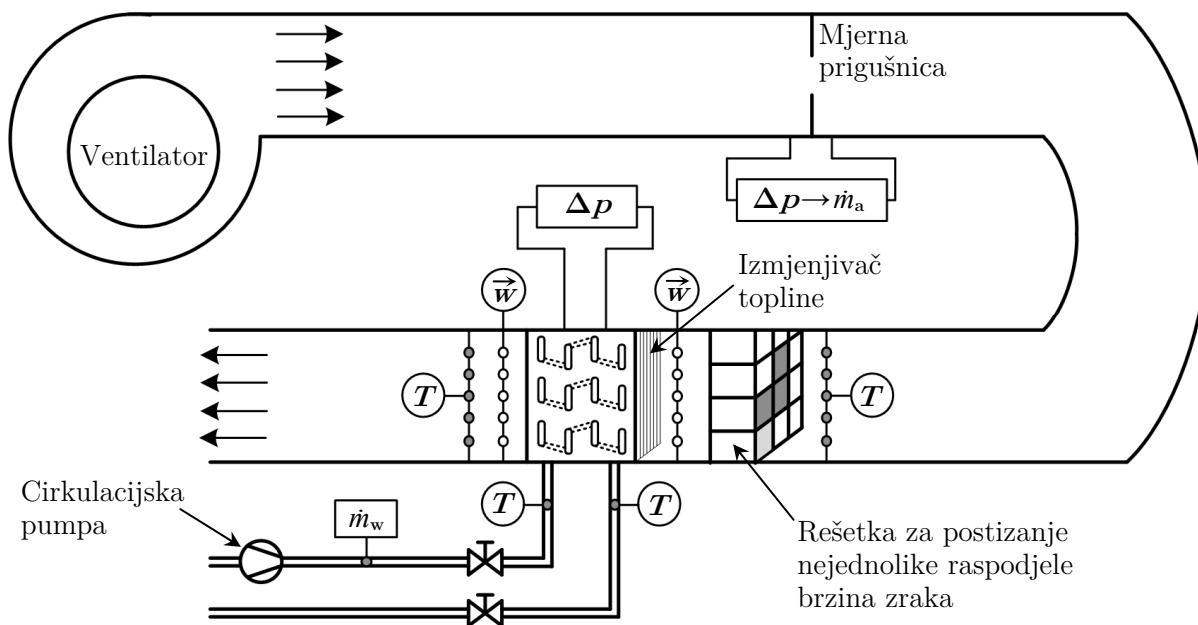 Mjerna
prigušnica
Ventilator
Δp
Δp→ṁa
Izmjenjivač
topline
w⃗
w⃗
T
T
Cirkulacijska
pumpa
ṁw
T
T
Rešetka za postizanje
nejednolike raspodjele
brzina zraka